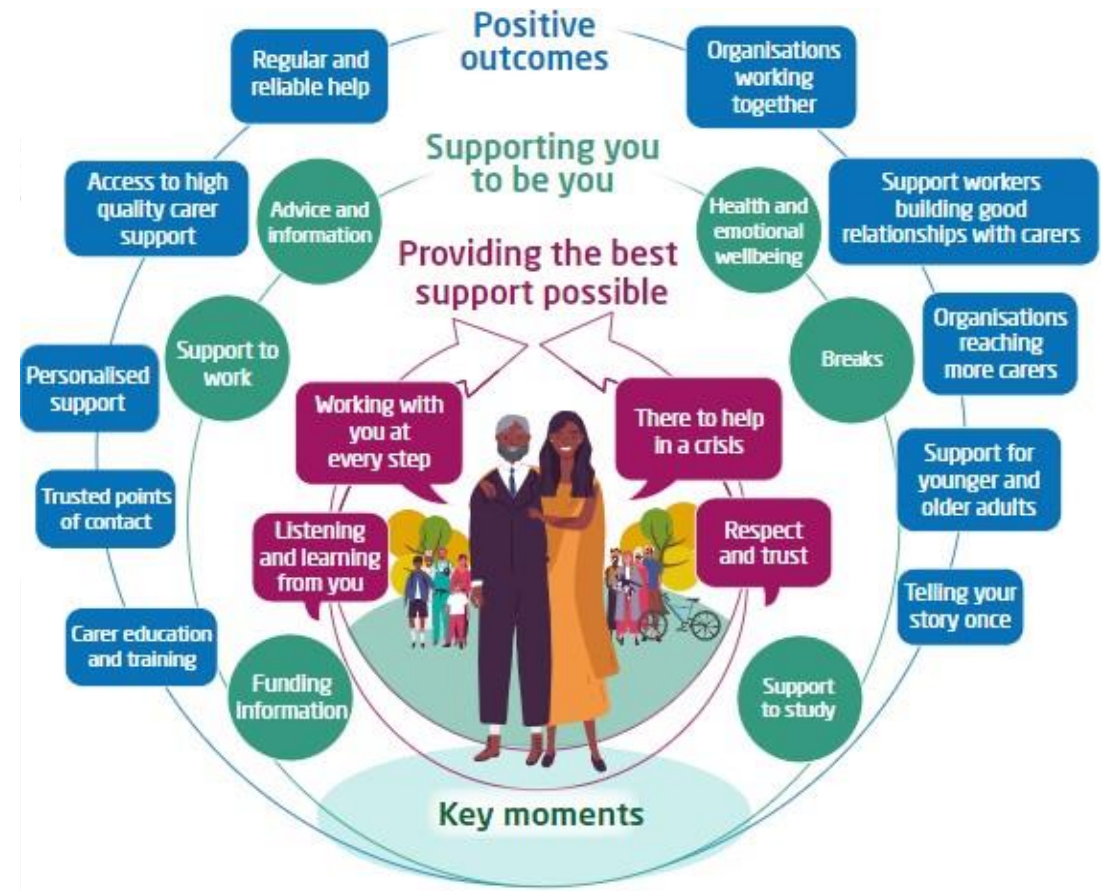 Positive
outcomes
Regular and
reliable help
Organisations
working
together
Access to high
quality carer
support
Support workers
building good
relationships with carers
Personalised
support
Organisations
reaching
more carers
Trusted points
of contact
Support for
younger and
older adults
Carer education
and training
Telling your
story once
Supporting you
to be you
Advice and
information
Health and
emotional
wellbeing
Support to
work
Breaks
Funding
information
Support
to study
Providing the best
support possible
Working with
you at
every step
There to help
in a crisis
Listening
and learning
from you
Respect
and trust
Key moments